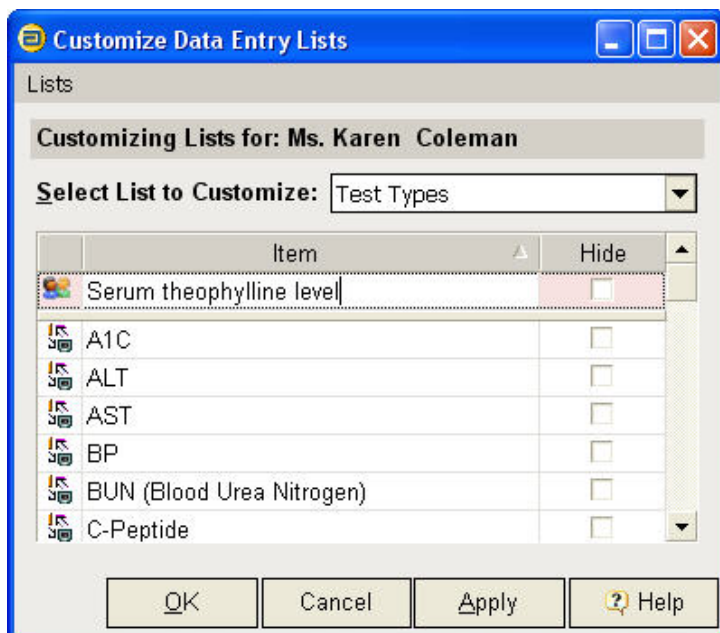 Customize Data Entry Lists
Lists
Customizing Lists for: Ms. Karen Coleman
Select List to Customize: Test Types
Item Hide
Serum theophylline level
A1C
ALT
AST
BP
BUN (Blood Urea Nitrogen)
C-Peptide
OK Cancel Apply Help